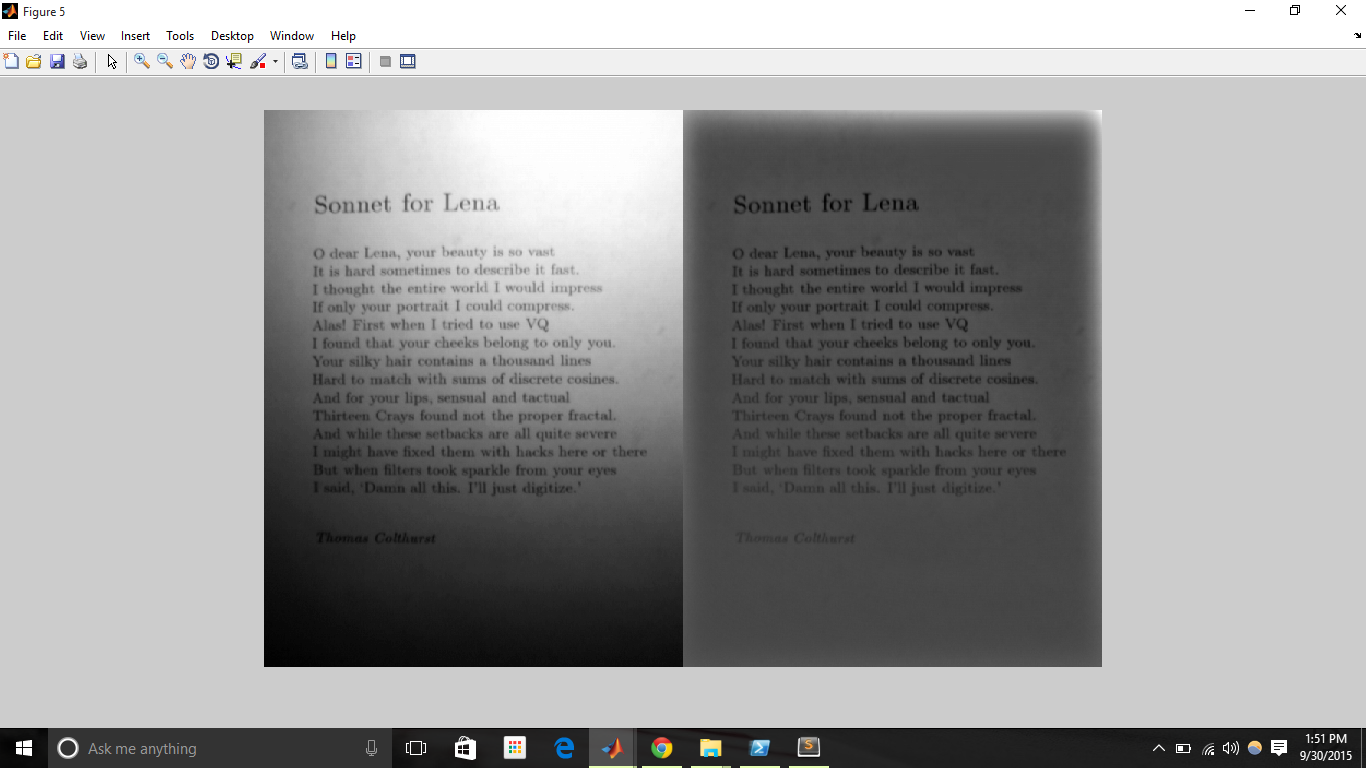 Figure 5
File Edit View Insert Tools Desktop Window Help
Sonnet for Lena
O dear Lena, your beauty is so vast
It is hard sometimes to describe it fast.
I thought the entire world I would impress
If only your portrait I could compress.
Alas! First when I tried to use VQ
I found that your cheeks belong to only you.
Your silky hair contains a thousand lines
Hard to match with sums of discrete cosines.
And for your lips, sensual and tactual
Thirteen Crays found not the proper fractal.
And while these setbacks are all quite severe
I might have fixed them with hacks here or there
But when filters took sparkle from your eyes
I said, 'Damn all this. I'll just digitize.'
Thomas Colthurst
Sonnet for Lena
O dear Lena, your beauty is so vast
It is hard sometimes to describe it fast.
I thought the entire world I would impress
If only your portrait I could compress.
Alas! First when I tried to use VQ
I found that your cheeks belong to only you.
Your silky hair contains a thousand lines
Hard to match with sums of discrete cosines.
And for your lips, sensual and tactual
Thirteen Crays found not the proper fractal.
And while these setbacks are all quite severe
I might have fixed them with hacks here or there
But when filters took sparkle from your eyes
I said, 'Damn all this. I'll just digitize.'
Thomas Colthurst
Ask me anything
1:51 PM
9/30/2015